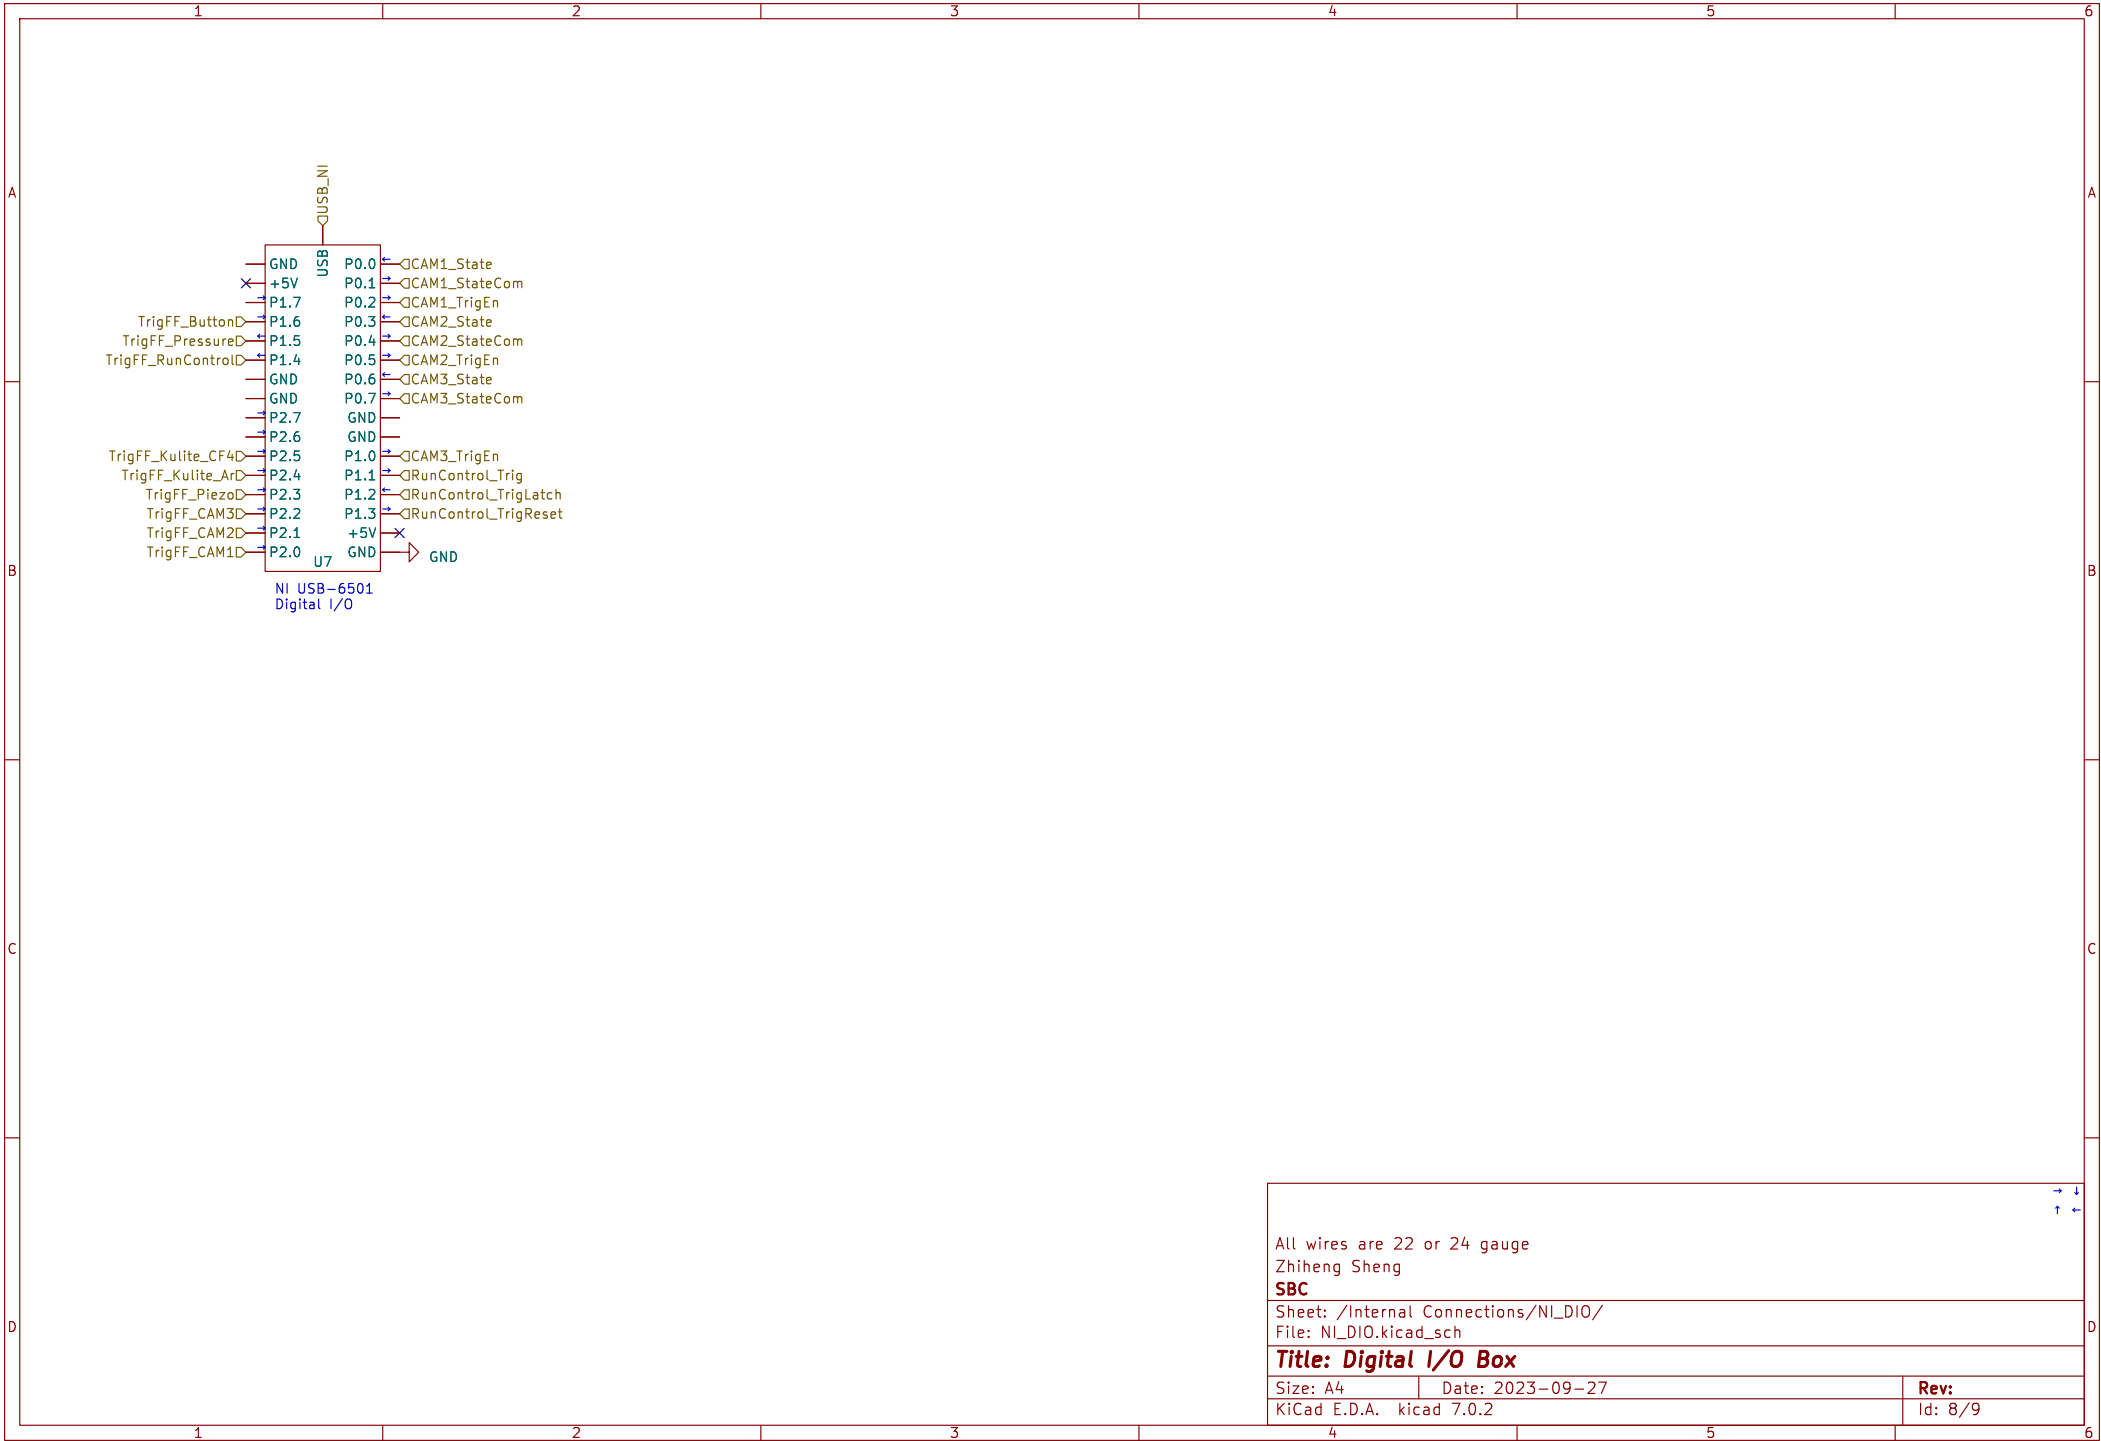 1 2 3 4 5 6
A A
B B
C C
D D
USB_NI
USB
GND P0.0 CAM1_State
+5V P0.1 CAM1_StateCom
P1.7 P0.2 CAM1_TrigEn
TrigFF_Button P1.6 P0.3 CAM2_State
TrigFF_Pressure P1.5 P0.4 CAM2_StateCom
TrigFF_RunControl P1.4 P0.5 CAM2_TrigEn
GND P0.6 CAM3_State
GND P0.7 CAM3_StateCom
P2.7 GND
P2.6 GND
TrigFF_Kulite_CF4 P2.5 P1.0 CAM3_TrigEn
TrigFF_Kulite_Ar P2.4 P1.1 RunControl_Trig
TrigFF_Piezo P2.3 P1.2 RunControl_TrigLatch
TrigFF_CAM3 P2.2 P1.3 RunControl_TrigReset
TrigFF_CAM2 P2.1 +5V
TrigFF_CAM1 P2.0 GND GND
U7
NI USB-6501
Digital I/O
All wires are 22 or 24 gauge
Zhiheng Sheng
SBC
Sheet: /Internal Connections/NI_DIO/
File: NI_DIO.kicad_sch
Title: Digital I/O Box
Size: A4 Date: 2023-09-27 Rev:
KiCad E.D.A. kicad 7.0.2 Id: 8/9
1 2 3 4 5 6